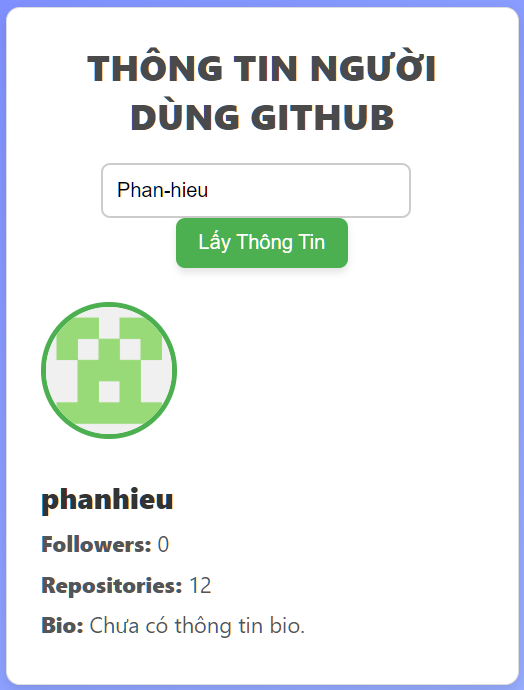 THÔNG TIN NGƯỜI
DÙNG GITHUB
Phan-hieu
Lấy Thông Tin
phanhieu
Followers: 0
Repositories: 12
Bio: Chưa có thông tin bio.